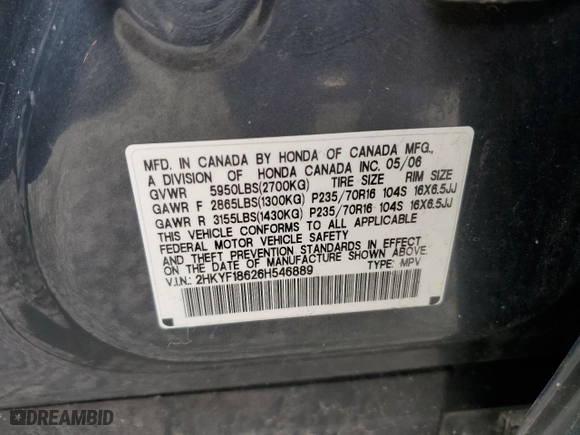 MFD. IN CANADA BY HONDA OF CANADA MFG.,
A DIVISION OF HONDA CANADA INC. 05/06
GVWR 5950LBS(2700KG) TIRE SIZE RIM SIZE
GAWR F 2865LBS(1300KG) P235/70R16 104S 16X6.5JJ
GAWR R 3155LBS(1430KG) P235/70R16 104S 16X6.5JJ
THIS VEHICLE CONFORMS TO ALL APPLICABLE
FEDERAL MOTOR VEHICLE SAFETY
AND THEFT PREVENTION STANDARDS IN EFFECT
ON THE DATE OF MANUFACTURE SHOWN ABOVE.
V.I.N.: 2HKYF18626H546889 TYPE: MPV
DREAMBID